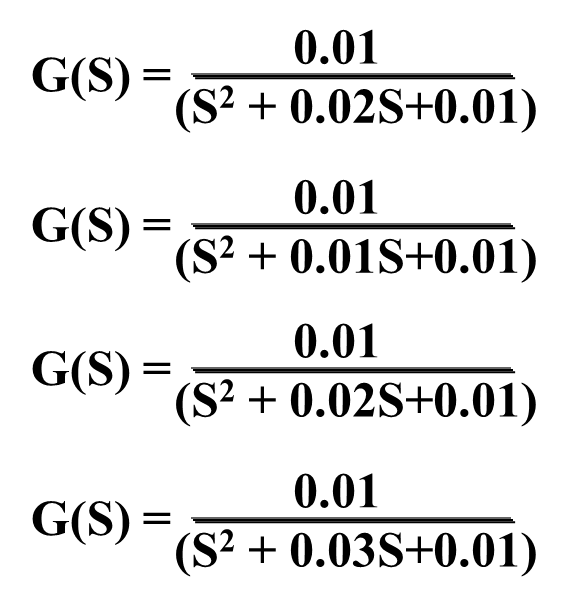 0.01
G(S) =
(S² + 0.02S+0.01)
0.01
G(S) =
(S² + 0.01S+0.01)
0.01
G(S) =
(S² + 0.02S+0.01)
0.01
G(S) =
(S² + 0.03S+0.01)